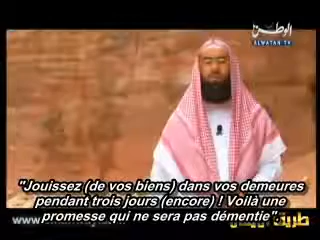 الوطن
ALWATAN TV
"Jouissez (de vos biens) dans vos demeures
pendant trois jours (encore) ! Voilà une
promesse qui ne sera pas démentie"